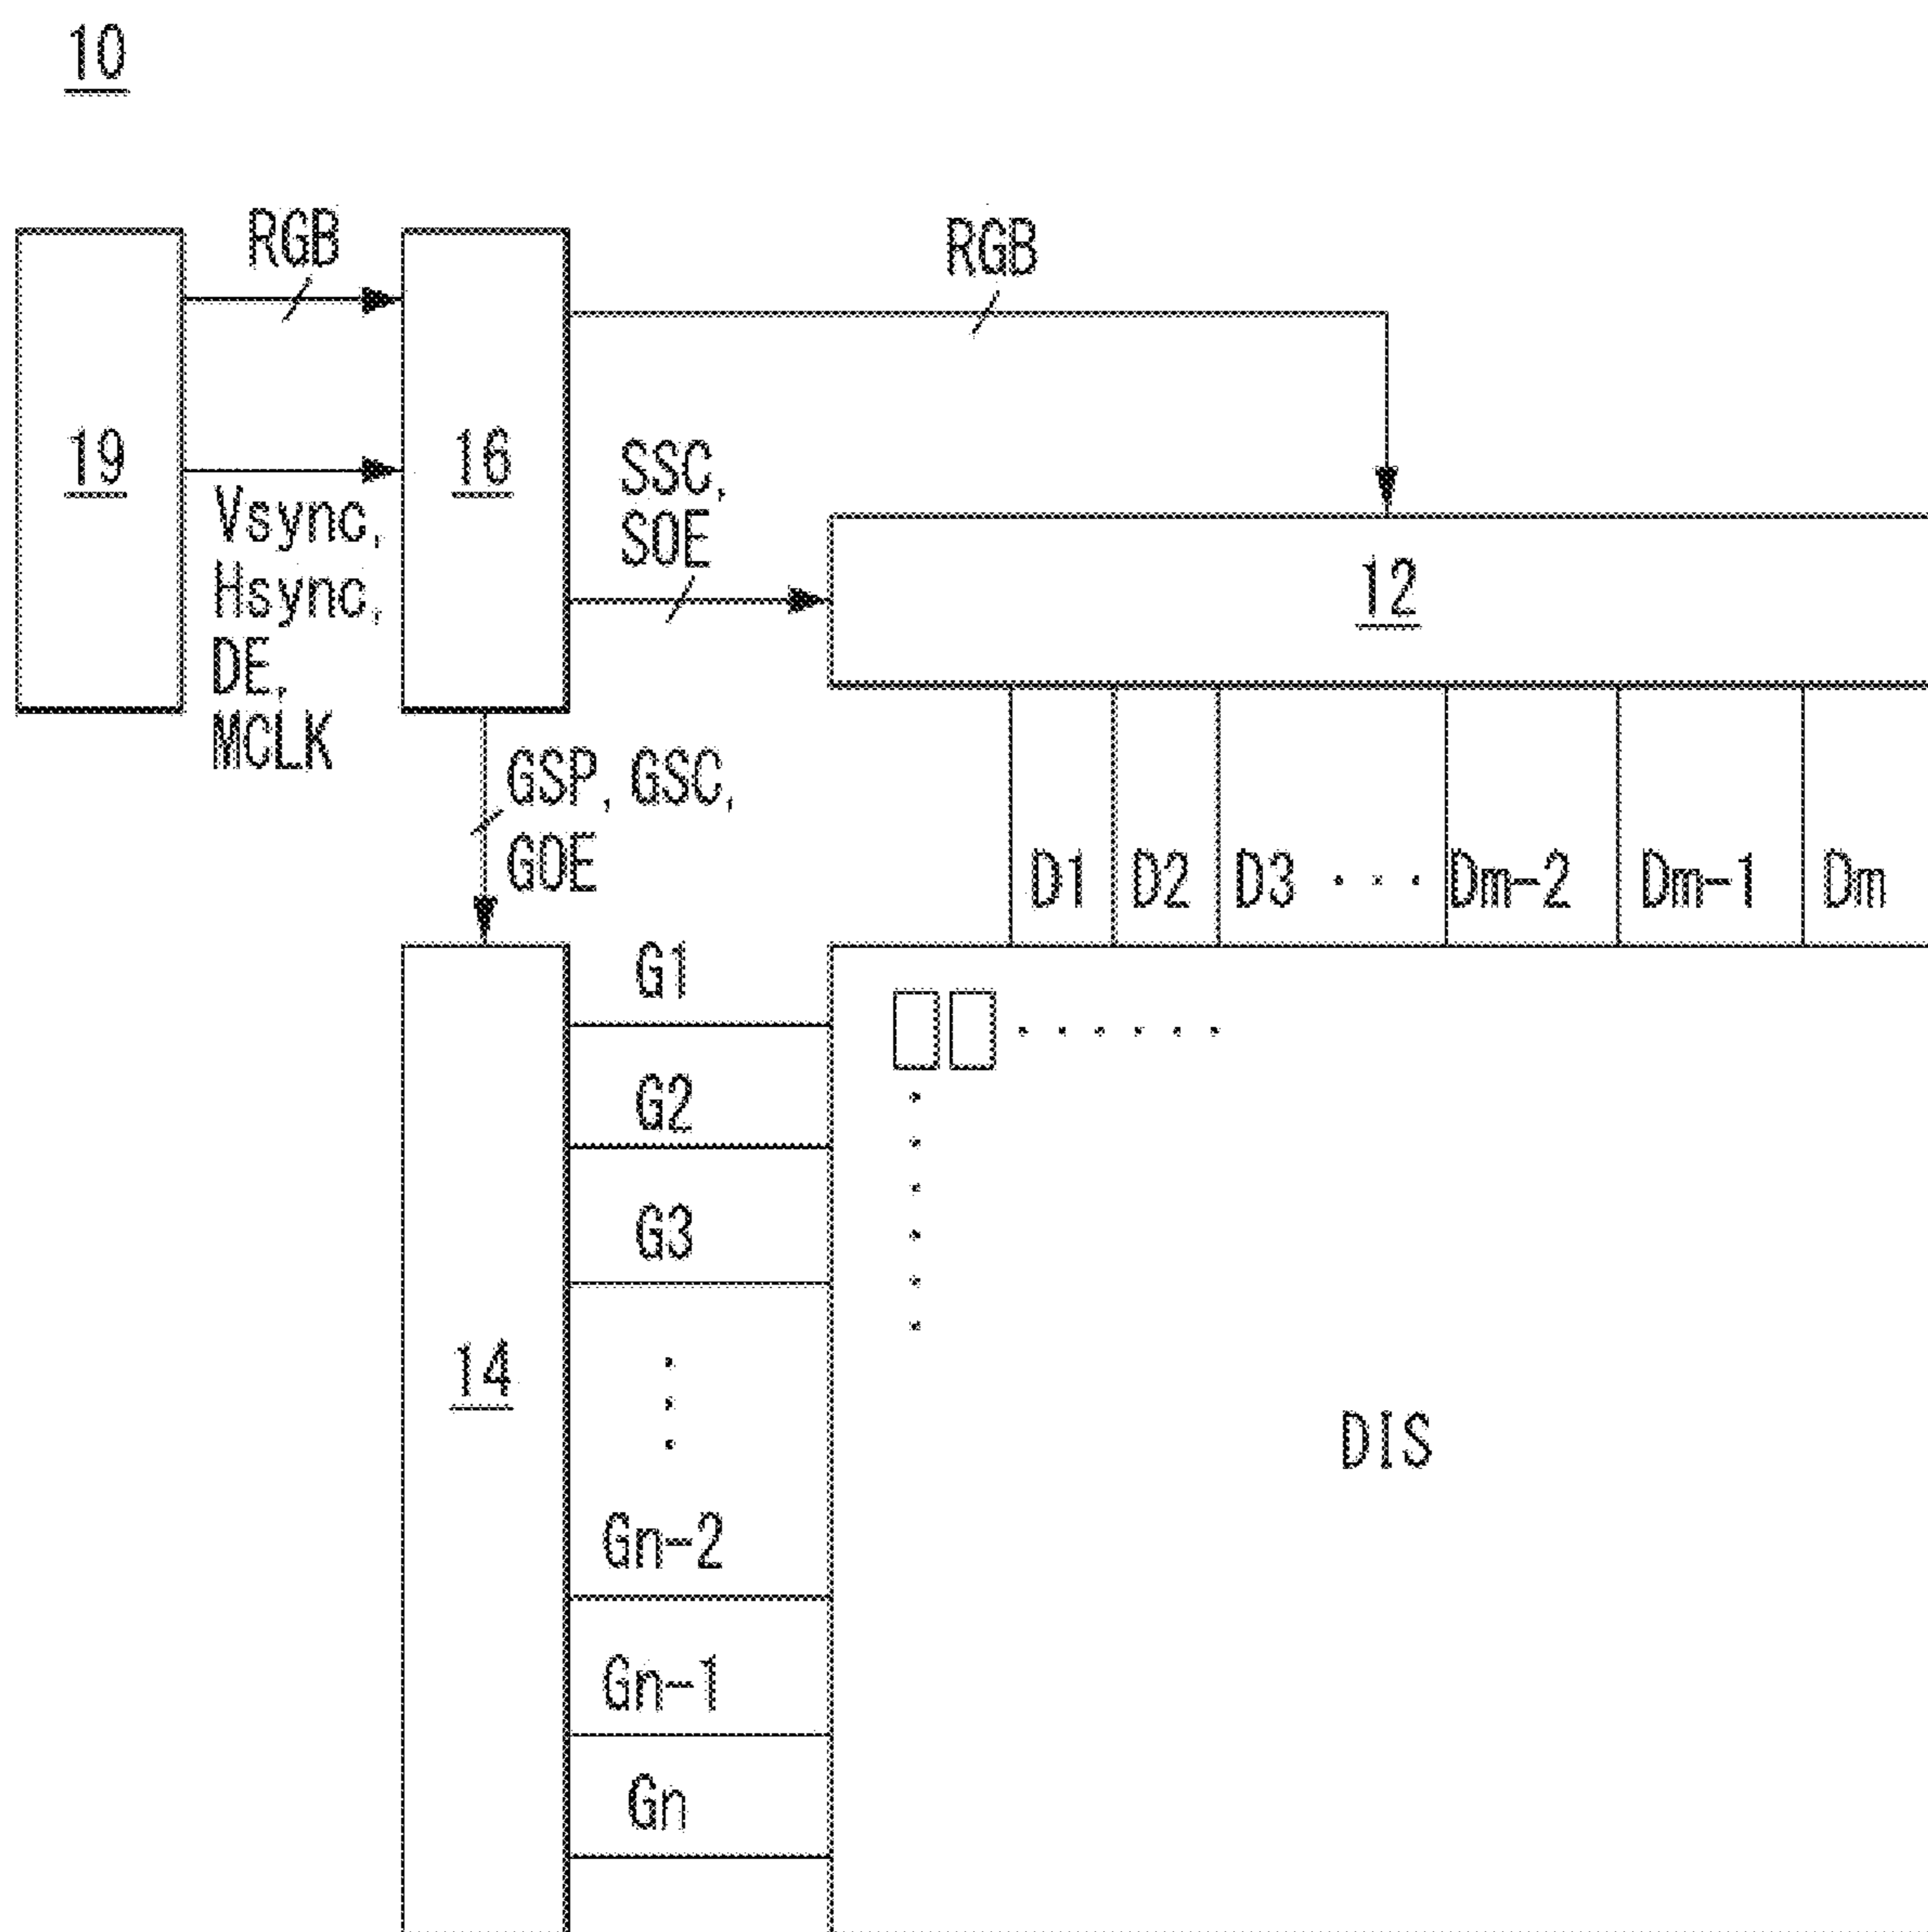 10
RGB
RGB
19
16
Vsync,
Hsync,
DE,
MCLK
SSC,
SOE
12
GSP, GSC,
GOE
D1 D2 D3 ··· Dm-2 Dm-1 Dm
G1
G2
G3
14
DIS
Gn-2
Gn-1
Gn